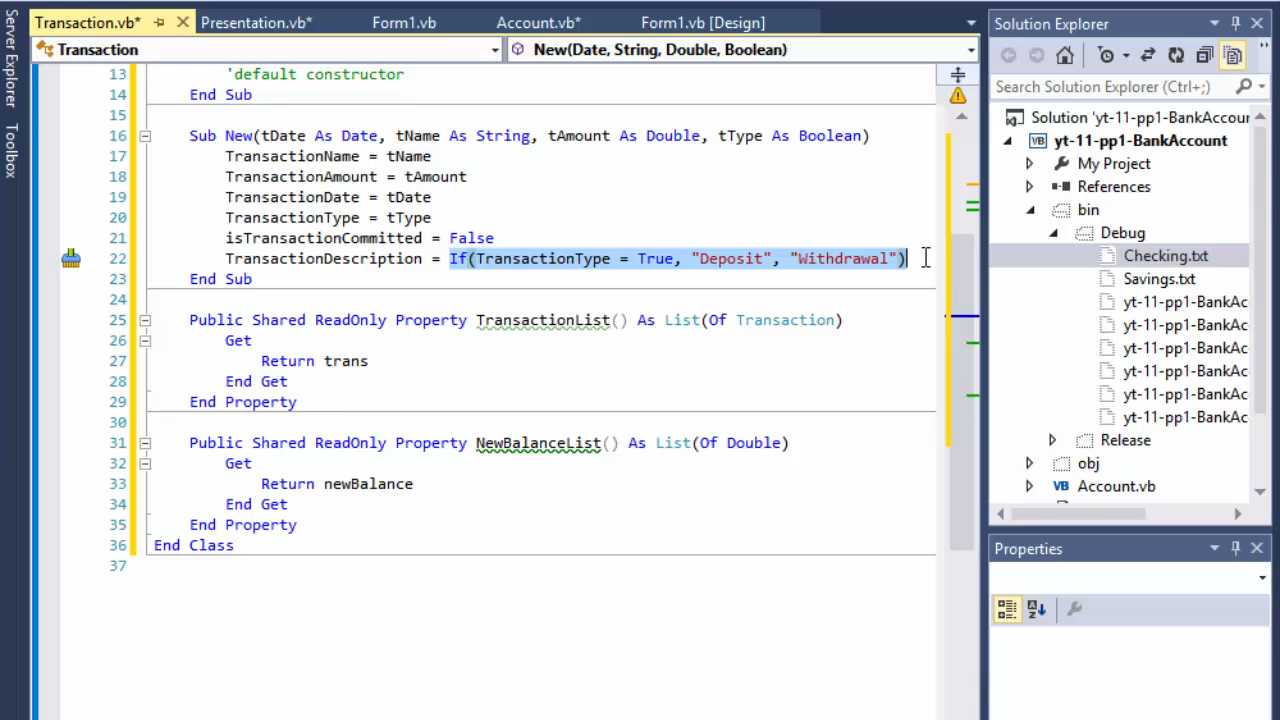 Server Explorer
Toolbox
Transaction.vb*
Presentation.vb*
Form1.vb
Account.vb*
Form1.vb [Design]
Transaction
New(Date, String, Double, Boolean)
13 'default constructor
14 End Sub
15
16 Sub New(tDate As Date, tName As String, tAmount As Double, tType As Boolean)
17 TransactionName = tName
18 TransactionAmount = tAmount
19 TransactionDate = tDate
20 TransactionType = tType
21 isTransactionCommitted = False
22 TransactionDescription = If(TransactionType = True, "Deposit", "Withdrawal")
23 End Sub
24
25 Public Shared ReadOnly Property TransactionList() As List(Of Transaction)
26 Get
27 Return trans
28 End Get
29 End Property
30
31 Public Shared ReadOnly Property NewBalanceList() As List(Of Double)
32 Get
33 Return newBalance
34 End Get
35 End Property
36 End Class
37
Solution Explorer
Search Solution Explorer (Ctrl+;)
Solution 'yt-11-pp1-BankAccour
yt-11-pp1-BankAccount
My Project
References
bin
Debug
Checking.txt
Savings.txt
yt-11-pp1-BankAc
yt-11-pp1-BankAc
yt-11-pp1-BankAc
yt-11-pp1-BankAc
yt-11-pp1-BankAc
yt-11-pp1-BankAc
Release
obj
VB Account.vb
Properties